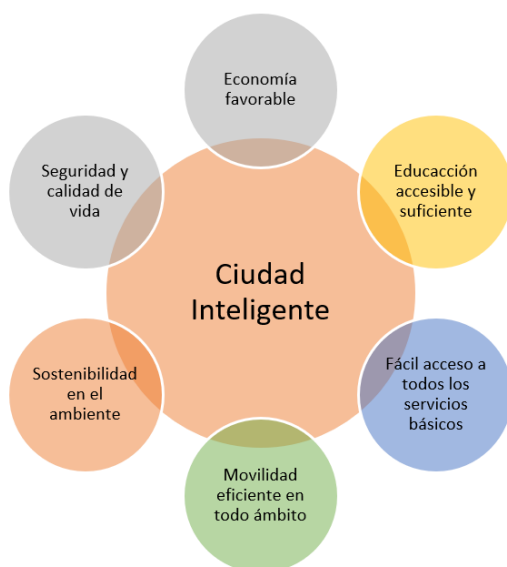 Economía
favorable
Educacción
accesible y
suficiente
Fácil acceso a
todos los
servicios
básicos
Movilidad
eficiente en
todo ámbito
Sostenibilidad
en el
ambiente
Seguridad y
calidad de
vida
Ciudad
Inteligente